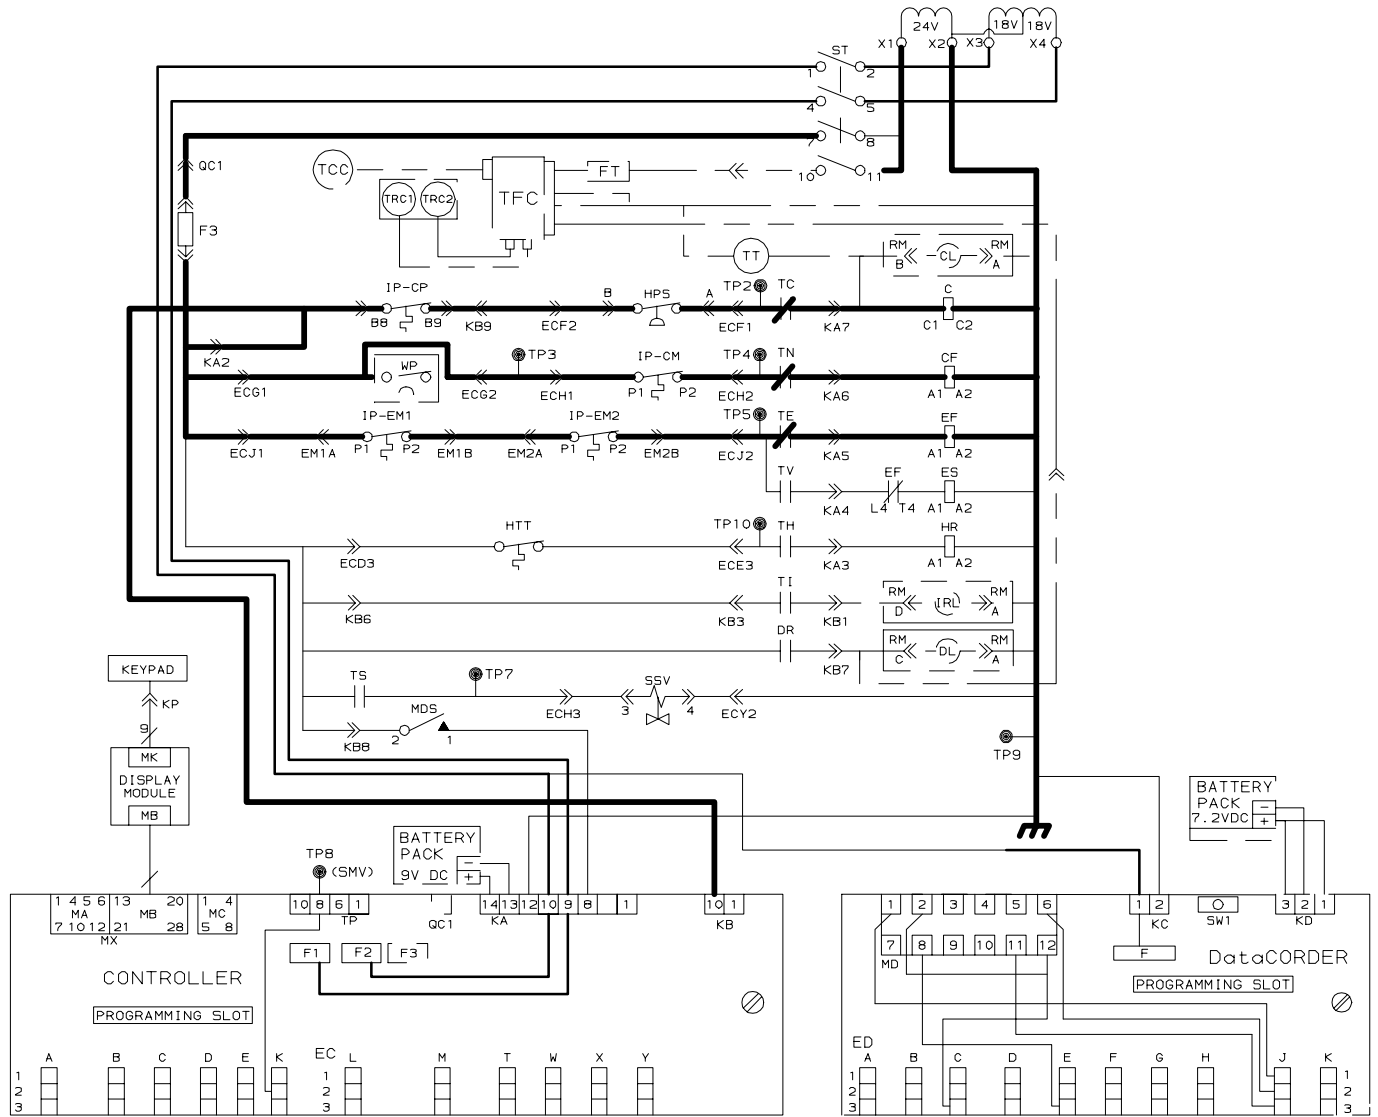 24V
18V 18V
X1 X2 X3 X4
ST
1 2
4 5
7 8
10 11
QC1
TCC
FT
TRC1 TRC2
TFC
F3
TT
RM B CL RM A
IP-CP
B HPS A
TP2 TC
C
B8 B9
KB9
ECF2
ECF1
KA7
C1 C2
KA2
WP
TP3
IP-CM
TP4 TN
CF
ECG1
ECG2
ECH1
P1 P2
ECH2
KA6
A1 A2
IP-EM1
IP-EM2
TP5 TE
EF
ECJ1
EM1A
P1 P2
EM1B
EM2A
P1 P2
EM2B
ECJ2
KA5
A1 A2
TV
EF
ES
KA4
L4 T4
A1 A2
HTT
TP10 TH
HR
ECD3
ECE3
KA3
A1 A2
TI
RM D IRL RM A
KB6
KB3
KB1
DR
RM C DL RM A
KB7
KEYPAD
TS
TP7
SSV
KP
ECH3
3 4
ECY2
MDS
9
KB8
2 1
TP9
MK
DISPLAY
MODULE
MB
BATTERY
PACK
7.2VDC
-
+
TP8
(SMV)
BATTERY
PACK
9V DC
-
+
1 4 5 6 13 20
MA MB
7 10 12 21 28
MX
1 4
MC
5 8
10 8 6 1
TP
QC1
14 13 12 10 9 8 1
KA
10 1
KB
F1 F2 F3
CONTROLLER
PROGRAMMING SLOT
A B C D E K EC L M T W X Y
1 1
2 2
3 3
1 2 3 4 5 6
7 8 9 10 11 12
MD
1 2
KC
SW1
3 2 1
KD
F
DataCORDER
PROGRAMMING SLOT
ED
A B C D E F G H J K
1 1
2 2
3 3